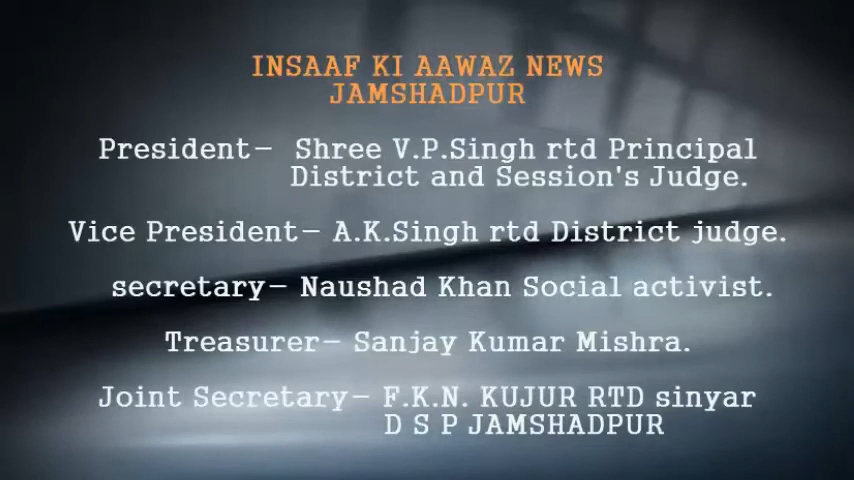 INSAAF KI AAWAZ NEWS
JAMSHADPUR
President- Shree V.P.Singh rtd Principal
District and Session's Judge.
Vice President- A.K.Singh rtd District judge.
secretary- Naushad Khan Social activist.
Treasurer- Sanjay Kumar Mishra.
Joint Secretary- F.K.N. KUJUR RTD sinyar
D S P JAMSHADPUR